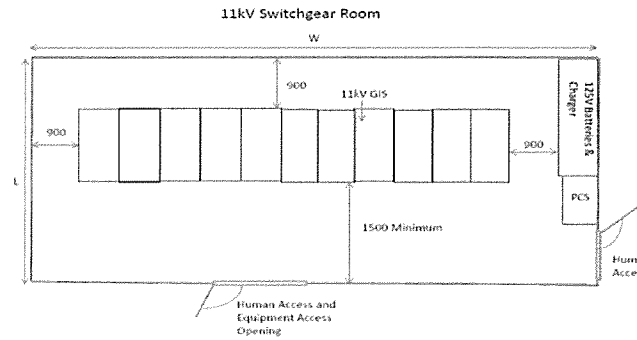 11kV Switchgear Room
W
900
11kV GIS
125V Batteries &
Charger
900
900
L
PCS
1500 Minimum
Human Access and
Equipment Access
Opening
Hum
Acce